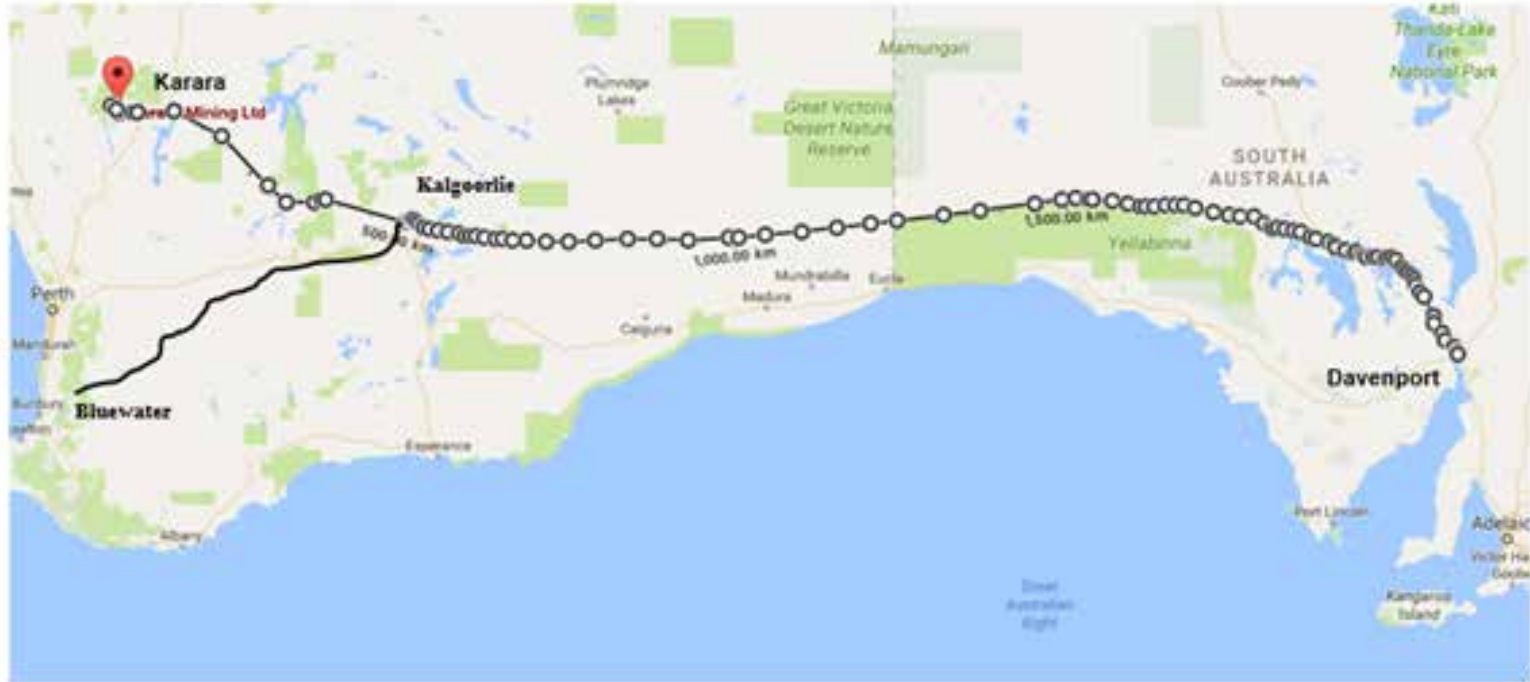 Kati
Thanda-Lake
Eyre
National Park
Mamungari
Karara
Mining Ltd
Plumridge
Lakes
Coober Pedy
Great Victoria
Desert Nature
Reserve
SOUTH
AUSTRALIA
Kalgoorlie
1,500.00 km
Yellabinna
1,000.00 km
Mundrabilla
Eucla
Madura
Perth
Caiguna
Mandurah
Davenport
Bluewater
Bunbury
Esperance
Albany
Port Lincoln
Great
Australian
Bight
Kangaroo
Island